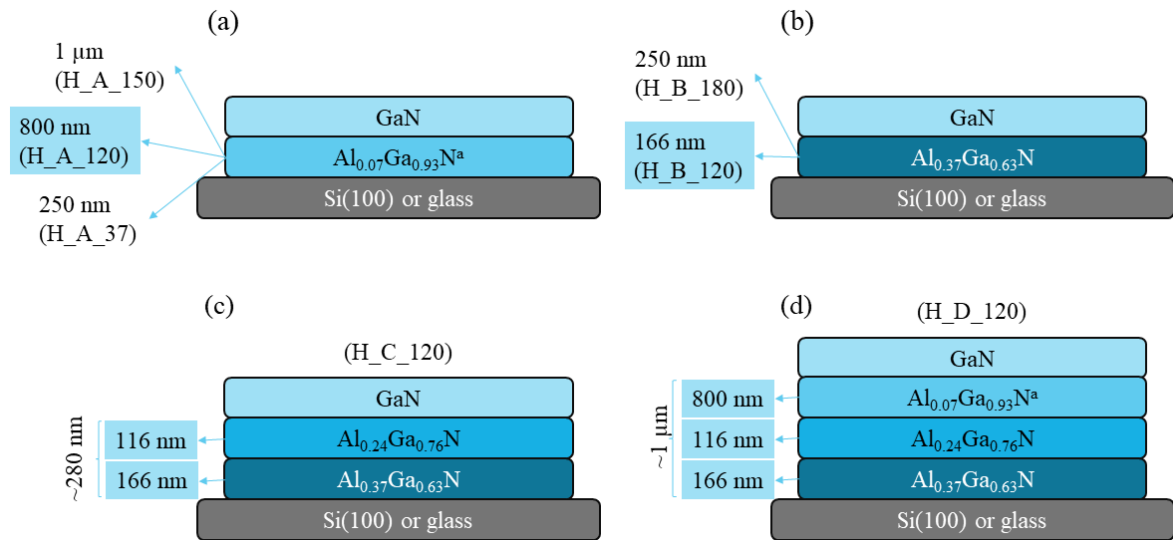 (a)
1 µm
(H_A_150)
800 nm
(H_A_120)
250 nm
(H_A_37)
GaN
Al0.07Ga0.93Nª
Si(100) or glass
(b)
250 nm
(H_B_180)
166 nm
(H_B_120)
GaN
Al0.37Ga0.63N
Si(100) or glass
(c)
(H_C_120)
~280 nm
116 nm
166 nm
GaN
Al0.24Ga0.76N
Al0.37Ga0.63N
Si(100) or glass
(d)
(H_D_120)
~1 µm
800 nm
116 nm
166 nm
GaN
Al0.07Ga0.93Nª
Al0.24Ga0.76N
Al0.37Ga0.63N
Si(100) or glass